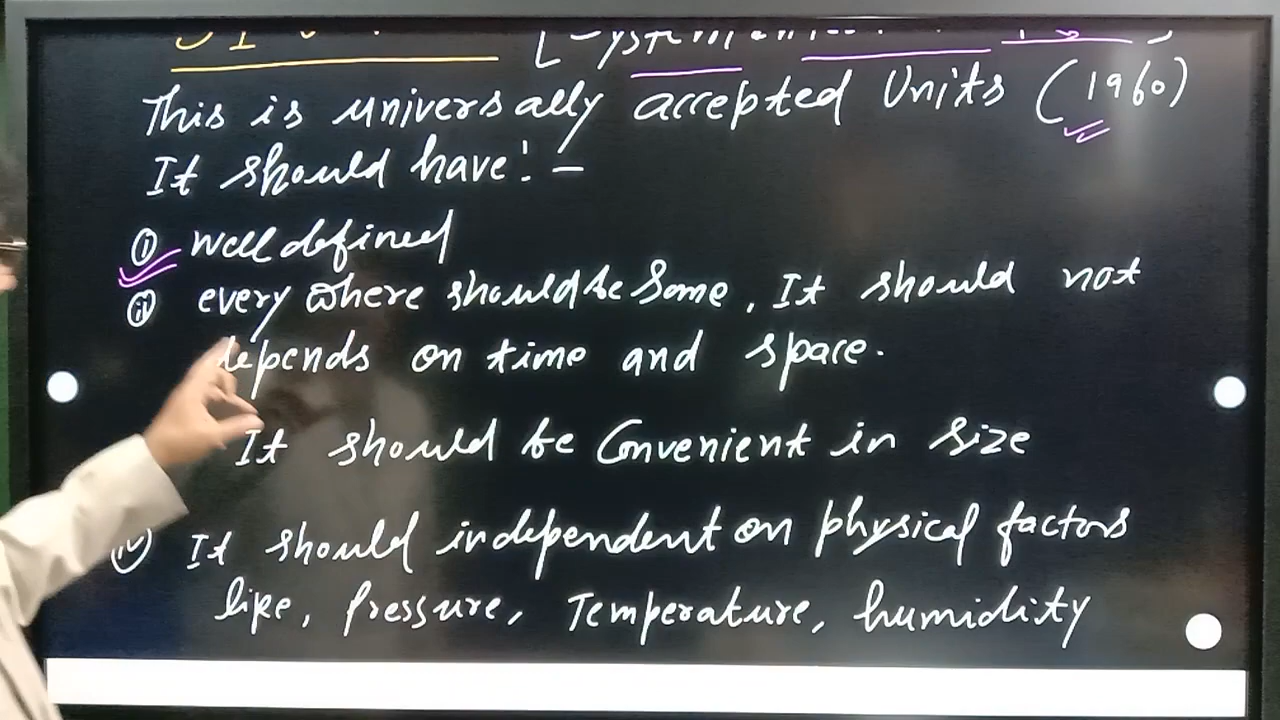 This is universally accepted Units (1960)
It should have:-
(i) Well defined
(ii) every where should be Same, It should not
depends on time and space.
It should be Convenient in size
(iv) It should independent on physical factors
like, Pressure, Temperature, humidity